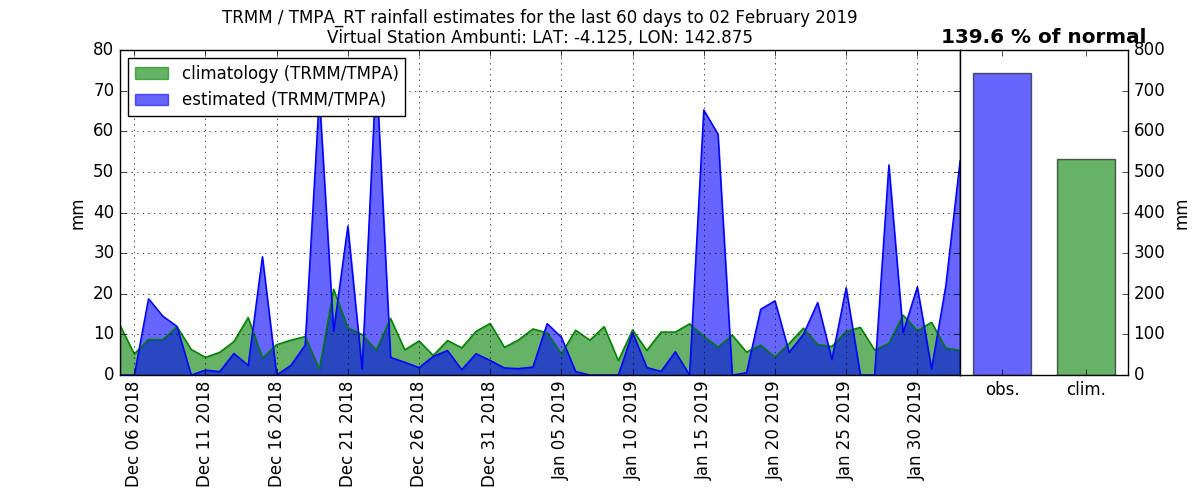 TRMM / TMPA_RT rainfall estimates for the last 60 days to 02 February 2019
Virtual Station Ambunti: LAT: -4.125, LON: 142.875
139.6 % of normal
climatology (TRMM/TMPA)
estimated (TRMM/TMPA)
mm
80
70
60
50
40
30
20
10
0
Dec 06 2018
Dec 11 2018
Dec 16 2018
Dec 21 2018
Dec 26 2018
Dec 31 2018
Jan 05 2019
Jan 10 2019
Jan 15 2019
Jan 20 2019
Jan 25 2019
Jan 30 2019
obs.
clim.
800
700
600
500
400
300
200
100
0
mm